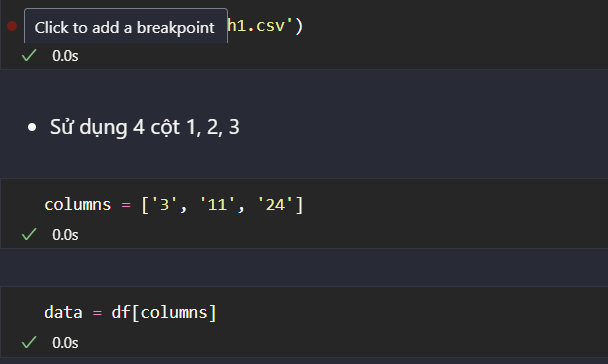 Click to add a breakpoint h1.csv')
0.0s
• Sử dụng 4 cột 1, 2, 3
columns = ['3', '11', '24']
0.0s
data = df[columns]
0.0s